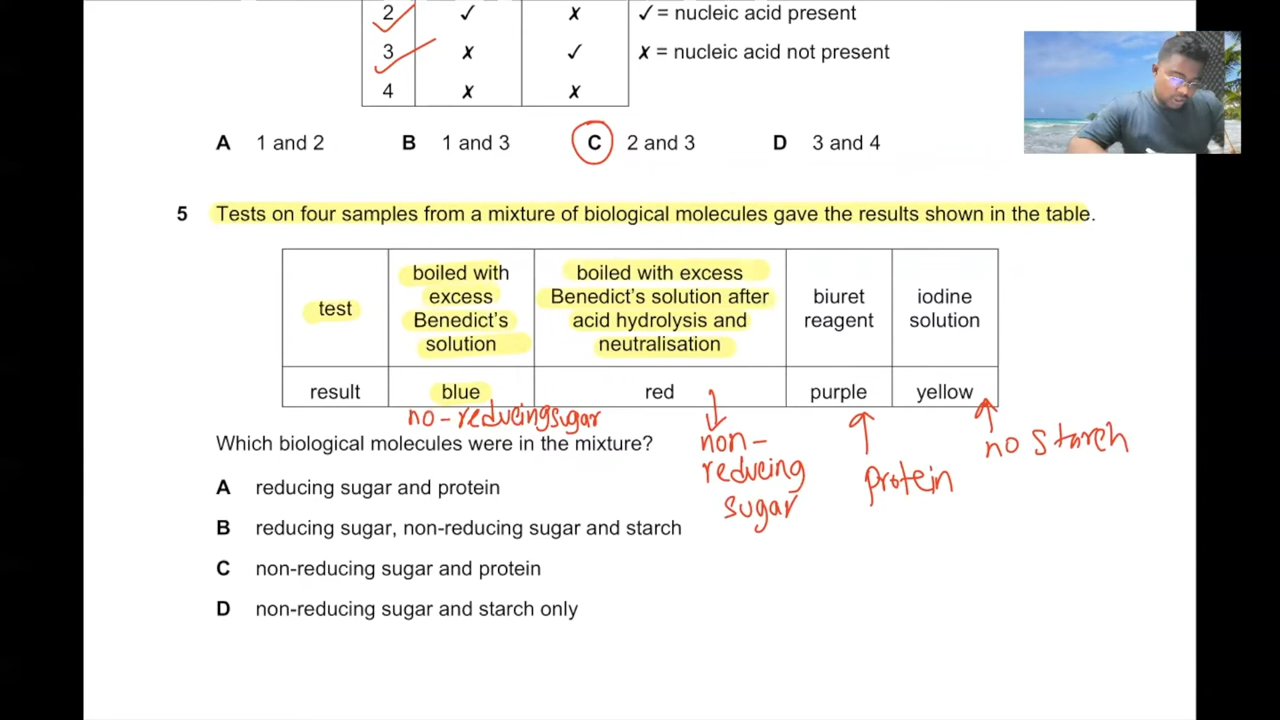 2 ✓ ✗ ✓ = nucleic acid present
3 ✗ ✓ ✗ = nucleic acid not present
4 ✗ ✗
A 1 and 2 B 1 and 3 C 2 and 3 D 3 and 4
5 Tests on four samples from a mixture of biological molecules gave the results shown in the table.
test
boiled with
excess
Benedict's
solution
boiled with excess
Benedict's solution after
acid hydrolysis and
neutralisation
biuret
reagent
iodine
solution
result blue red purple yellow
no-reducing sugar
non-
reducing
sugar
protein
no starch
Which biological molecules were in the mixture?
A reducing sugar and protein
B reducing sugar, non-reducing sugar and starch
C non-reducing sugar and protein
D non-reducing sugar and starch only